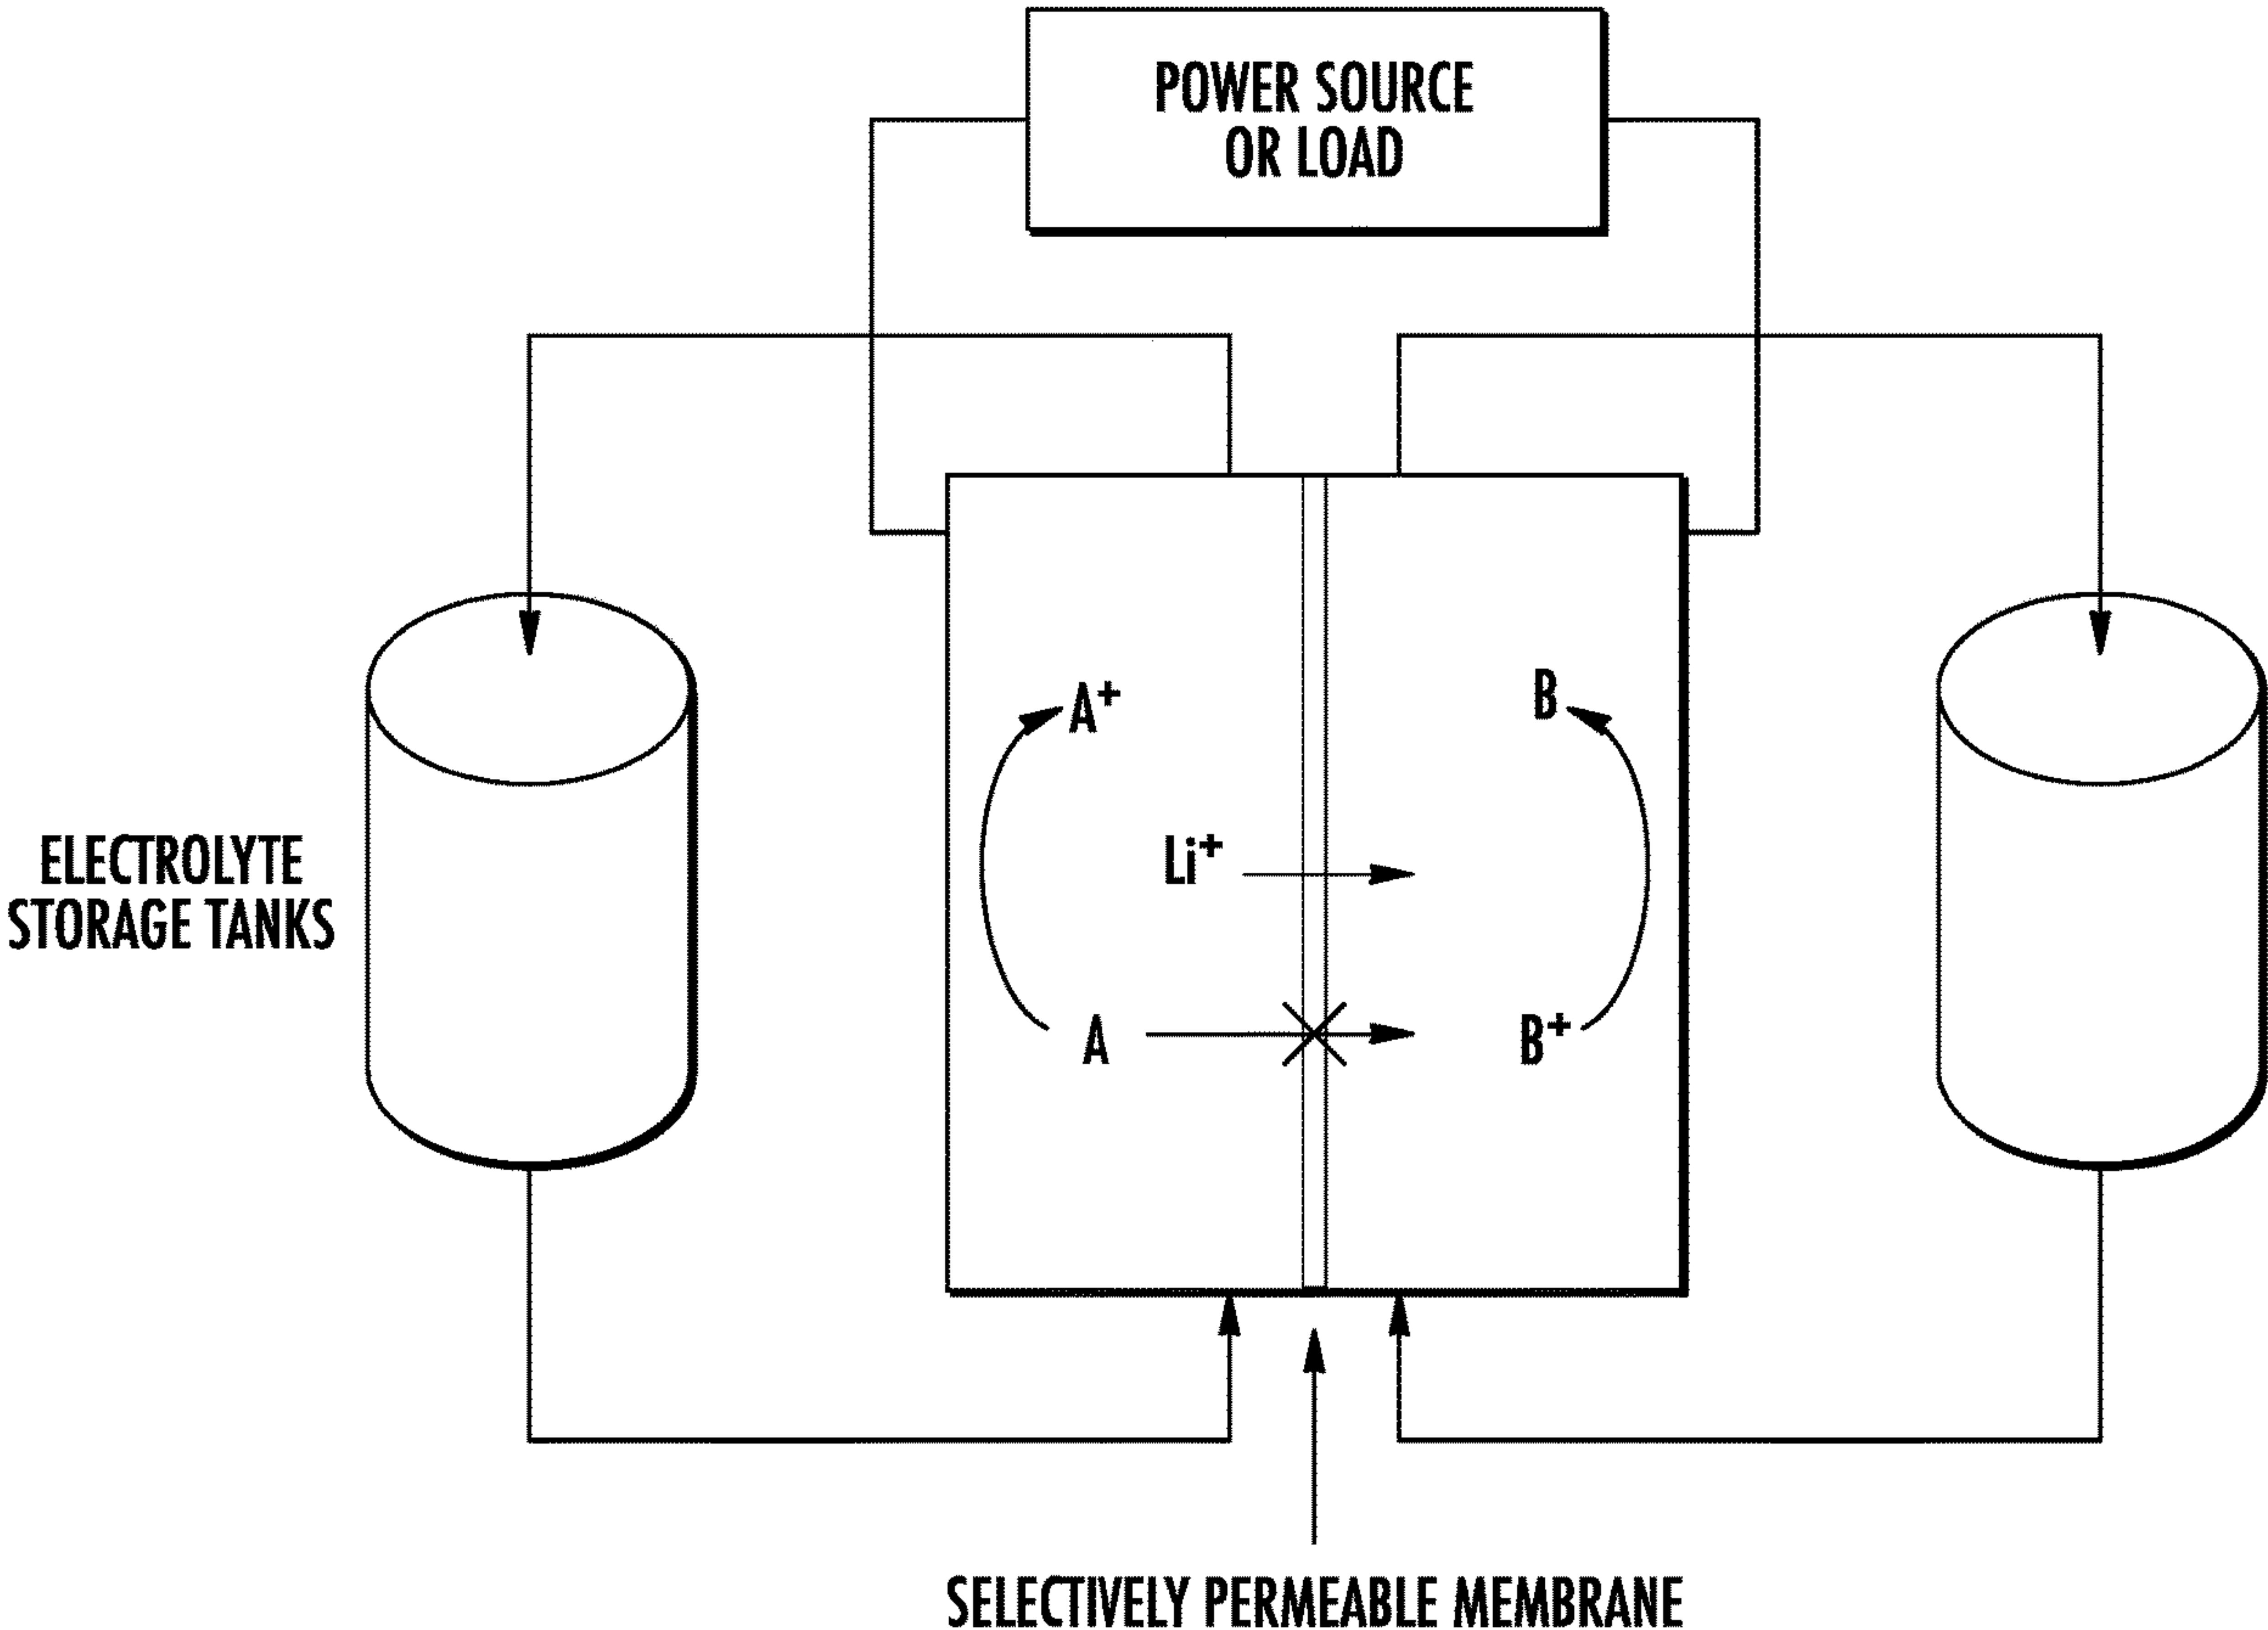 POWER SOURCE
OR LOAD
A⁺
B
Li⁺
ELECTROLYTE
STORAGE TANKS
A
B⁺
SELECTIVELY PERMEABLE MEMBRANE